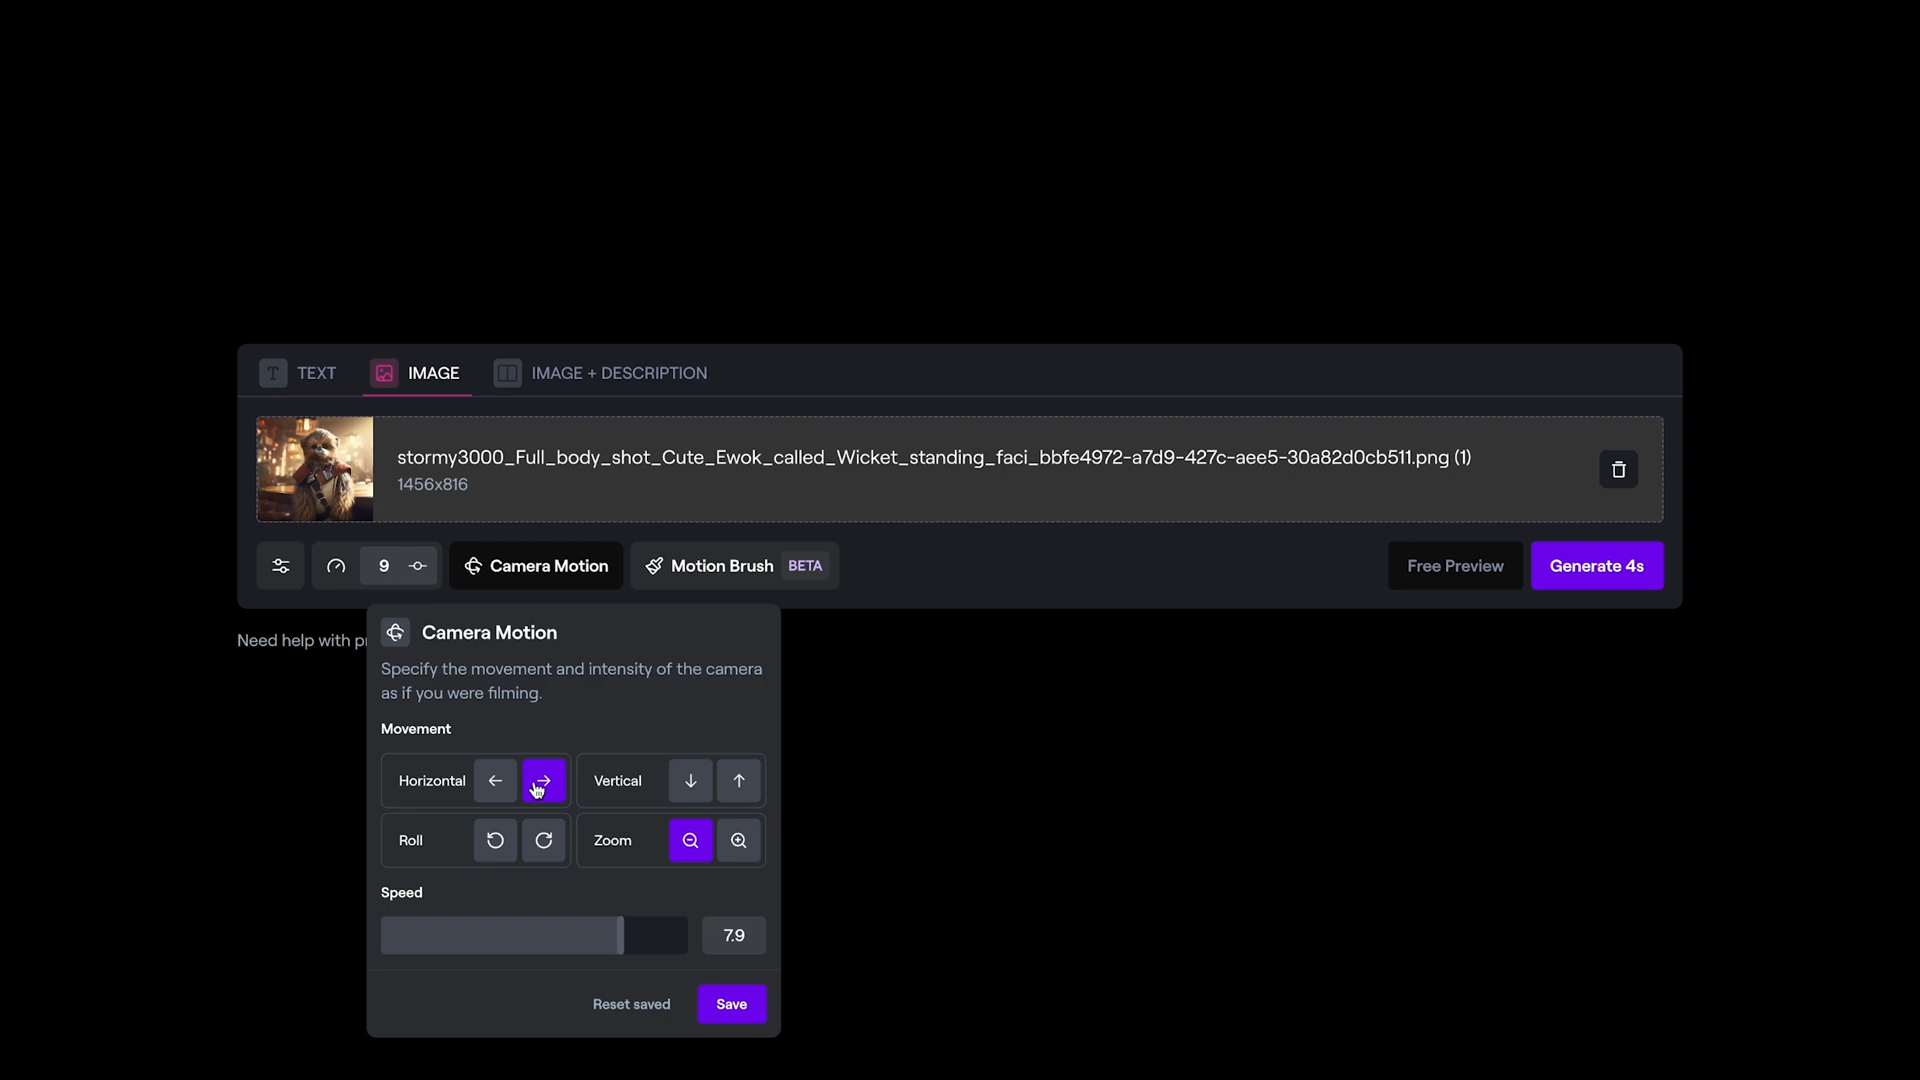 TEXT
IMAGE
IMAGE + DESCRIPTION
stormy3000_Full_body_shot_Cute_Ewok_called_Wicket_standing_faci_bbfe4972-a7d9-427c-aee5-30a82d0cb511.png (1)
1456x816
9
Camera Motion
Motion Brush BETA
Free Preview
Generate 4s
Need help with
Camera Motion
Specify the movement and intensity of the camera
as if you were filming.
Movement
Horizontal
Vertical
Roll
Zoom
Speed
7.9
Reset saved
Save